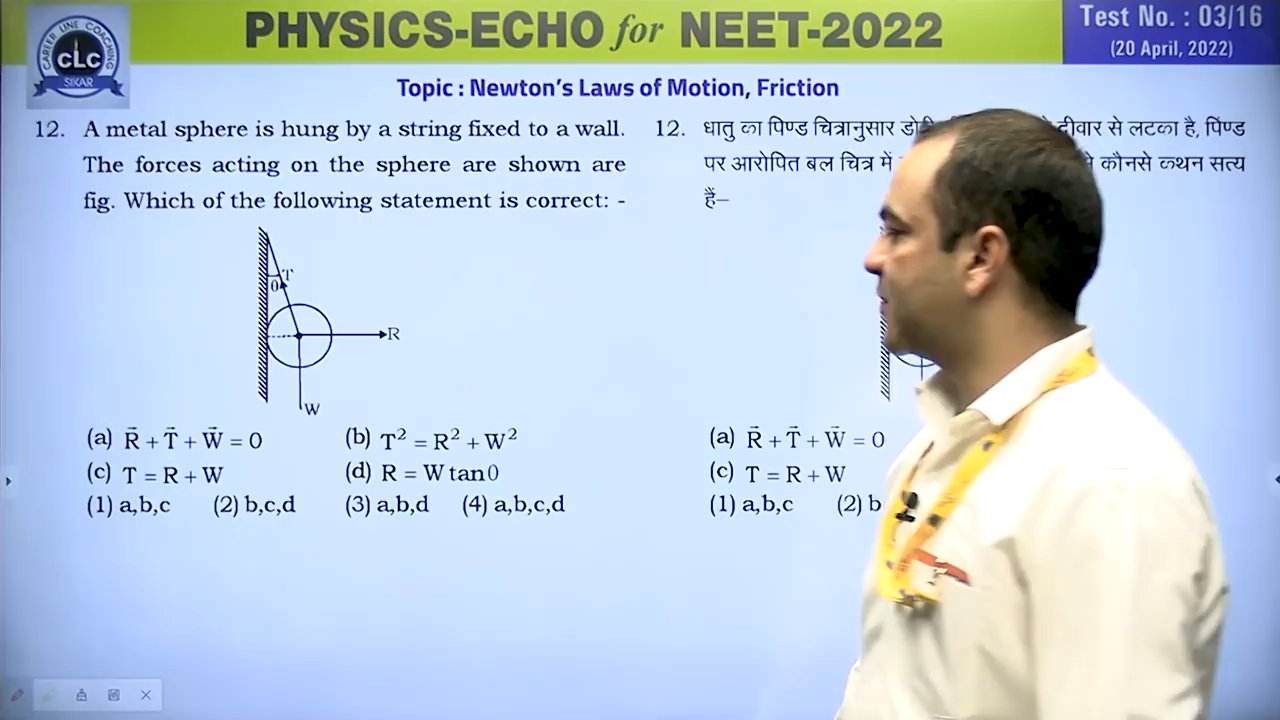 CAREER LINE COACHING
CLC
SIKAR
PHYSICS-ECHO for NEET-2022
Test No. : 03/16
(20 April, 2022)
Topic : Newton's Laws of Motion, Friction
12. A metal sphere is hung by a string fixed to a wall.
The forces acting on the sphere are shown are
fig. Which of the following statement is correct: -
T
θ
R
W
(a) R⃗ + T⃗ + W⃗ = 0 (b) T² = R² + W²
(c) T = R + W (d) R = W tanθ
(1) a,b,c (2) b,c,d (3) a,b,d (4) a,b,c,d
12. धातु का पिण्ड चित्रानुसार दीवार से लटका है, पिंण्ड
पर आरोपित बल चित्र में कौनसे कथन सत्य
हैं–
(a) R⃗ + T⃗ + W⃗ = 0
(c) T = R + W
(1) a,b,c (2) b